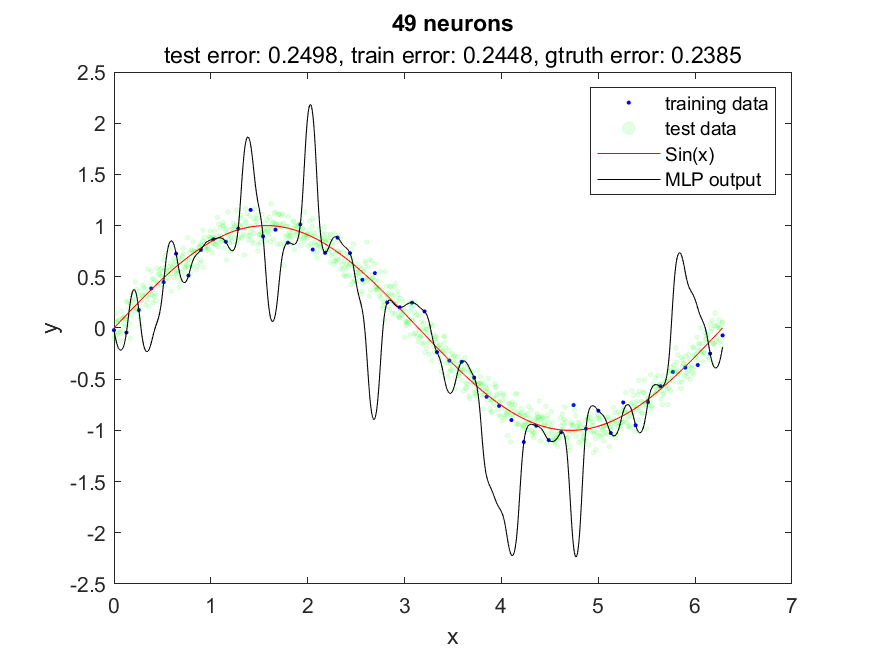 49 neurons
test error: 0.2498, train error: 0.2448, gtruth error: 0.2385
2.5
2
1.5
1
0.5
0
-0.5
-1
-1.5
-2
-2.5
y
training data
test data
Sin(x)
MLP output
0 1 2 3 4 5 6 7
x